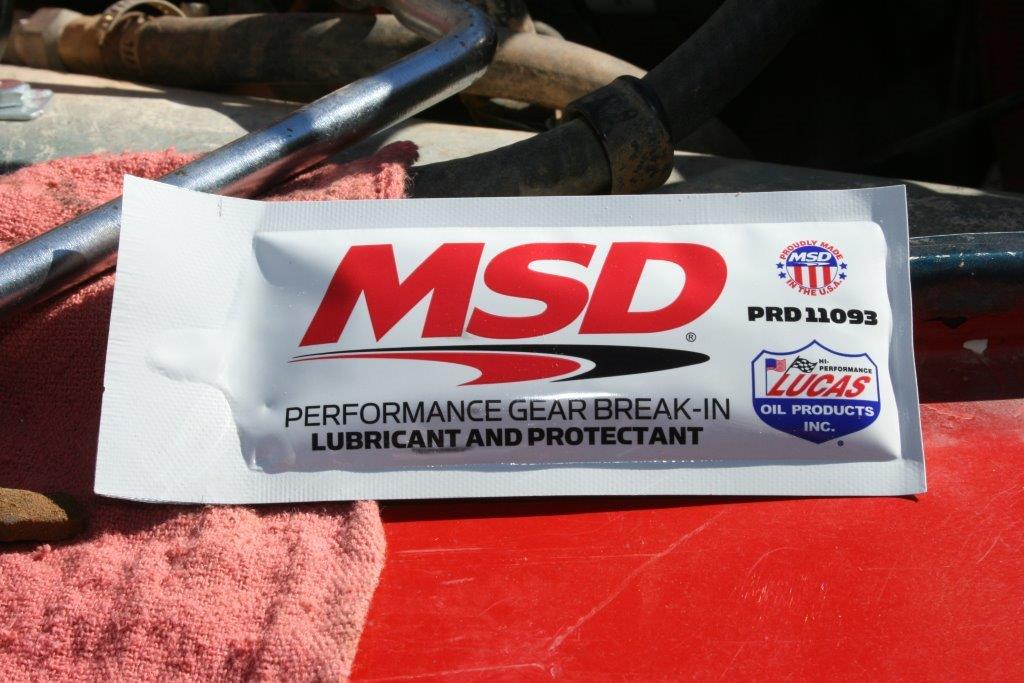 MSD
®
PERFORMANCE GEAR BREAK-IN
LUBRICANT AND PROTECTANT
PROUDLY MADE
MSD
IN THE U.S.A.
PRD 11093
HI-
PERFORMANCE
LUCAS
OIL PRODUCTS
INC.